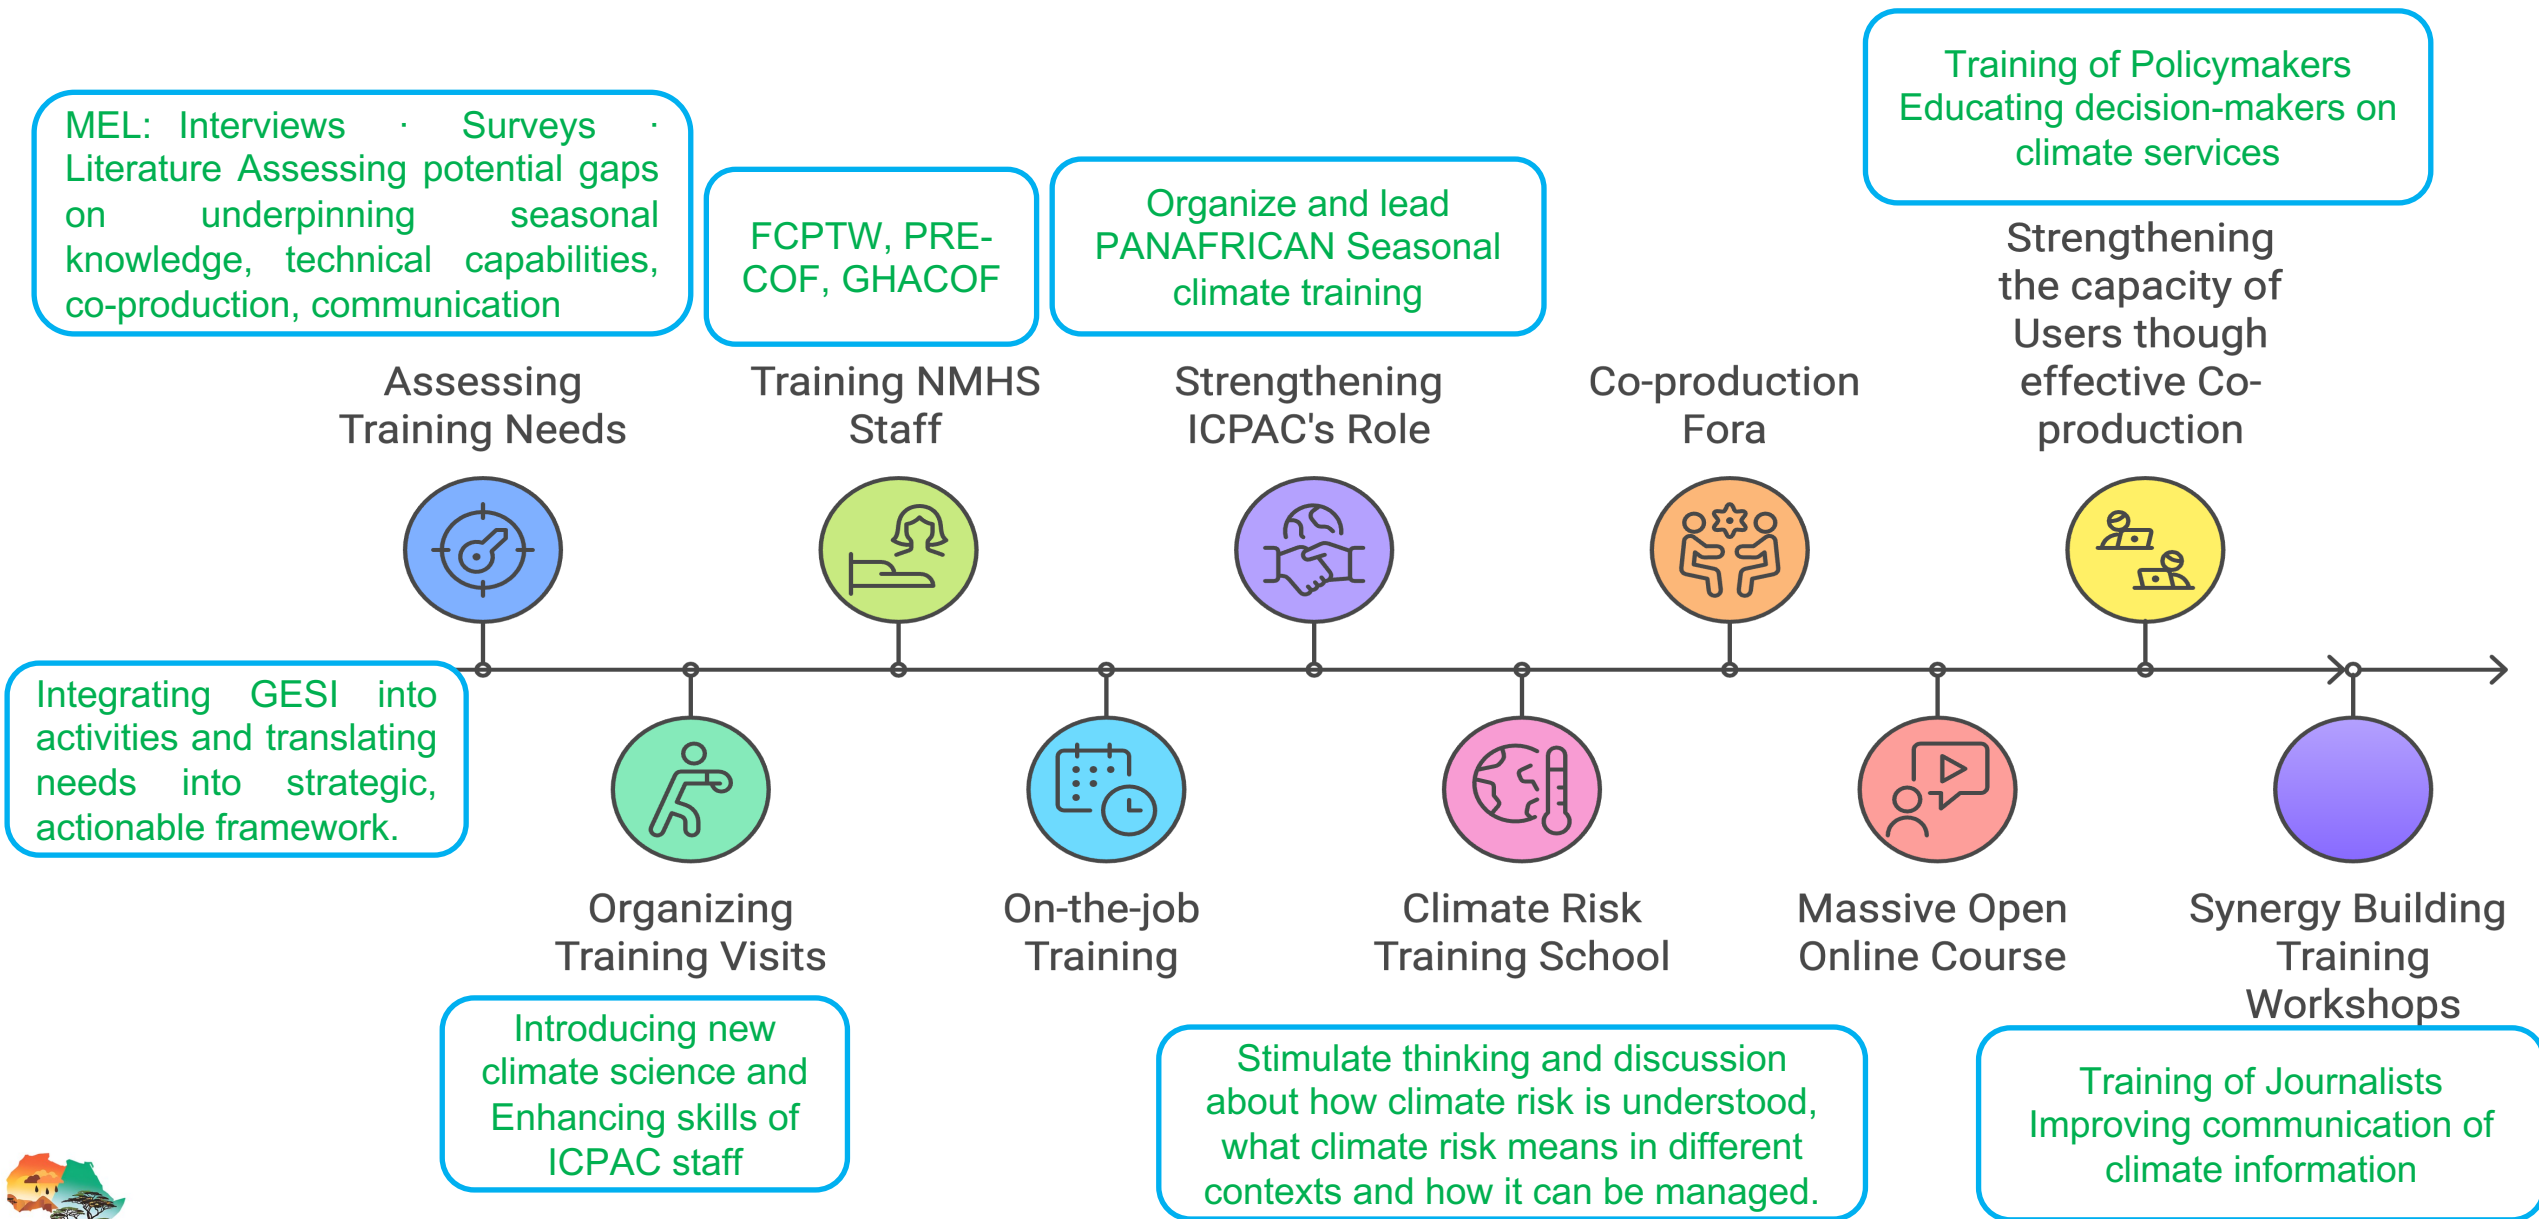 Training of Policymakers
Educating decision-makers on
climate services
MEL: Interviews · Surveys ·
Literature Assessing potential gaps
on underpinning seasonal
knowledge, technical capabilities,
co-production, communication
FCPTW, PRE-
COF, GHACOF
Organize and lead
PANAFRICAN Seasonal
climate training
Assessing
Training Needs
Training NMHS
Staff
Strengthening
ICPAC's Role
Co-production
Fora
Strengthening
the capacity of
Users though
effective Co-
production
Integrating GESI into
activities and translating
needs into strategic,
actionable framework.
Organizing
Training Visits
On-the-job
Training
Climate Risk
Training School
Massive Open
Online Course
Synergy Building
Training
Workshops
Introducing new
climate science and
Enhancing skills of
ICPAC staff
Stimulate thinking and discussion
about how climate risk is understood,
what climate risk means in different
contexts and how it can be managed.
Training of Journalists
Improving communication of
climate information